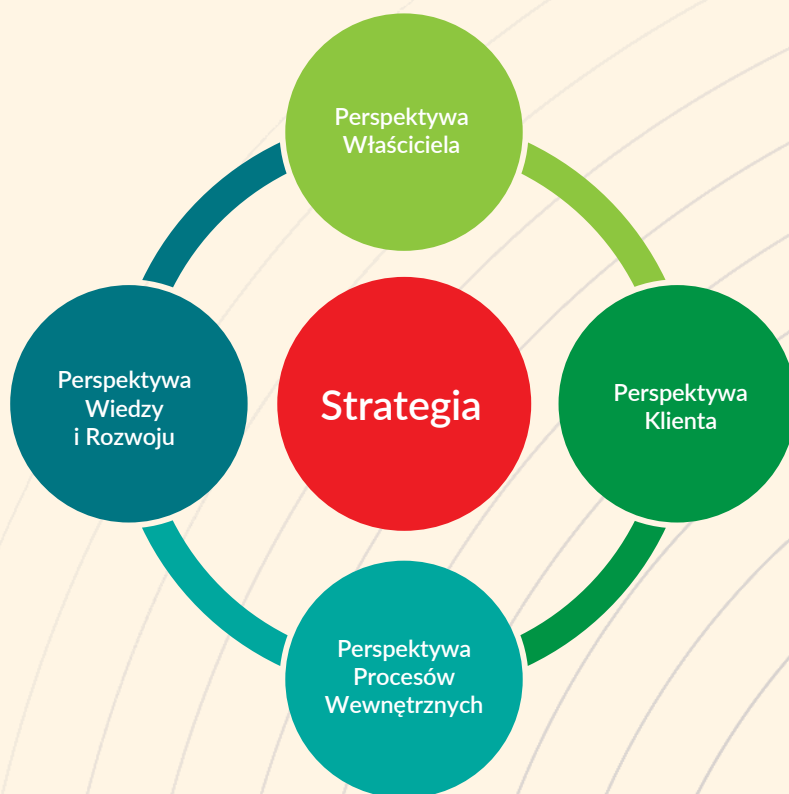 Perspektywa
Właściciela
Perspektywa
Wiedzy
i Rozwoju
Strategia
Perspektywa
Klienta
Perspektywa
Procesów
Wewnętrznych